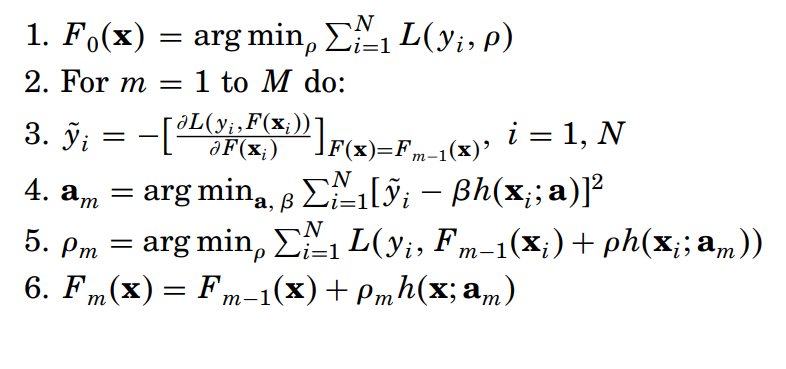 1. F₀(𝐱) = arg min_ρ ∑_{i=1}^{N} L(y_i, ρ)
2. For m = 1 to M do:
3. ỹ_i = −[∂L(y_i, F(𝐱_i))/∂F(𝐱_i)]_{F(𝐱)=F_{m−1}(𝐱)}, i = 1, N
4. 𝐚_m = arg min_{𝐚, β} ∑_{i=1}^{N} [ỹ_i − βh(𝐱_i; 𝐚)]²
5. ρ_m = arg min_ρ ∑_{i=1}^{N} L(y_i, F_{m−1}(𝐱_i) + ρh(𝐱_i; 𝐚_m))
6. F_m(𝐱) = F_{m−1}(𝐱) + ρ_m h(𝐱; 𝐚_m)